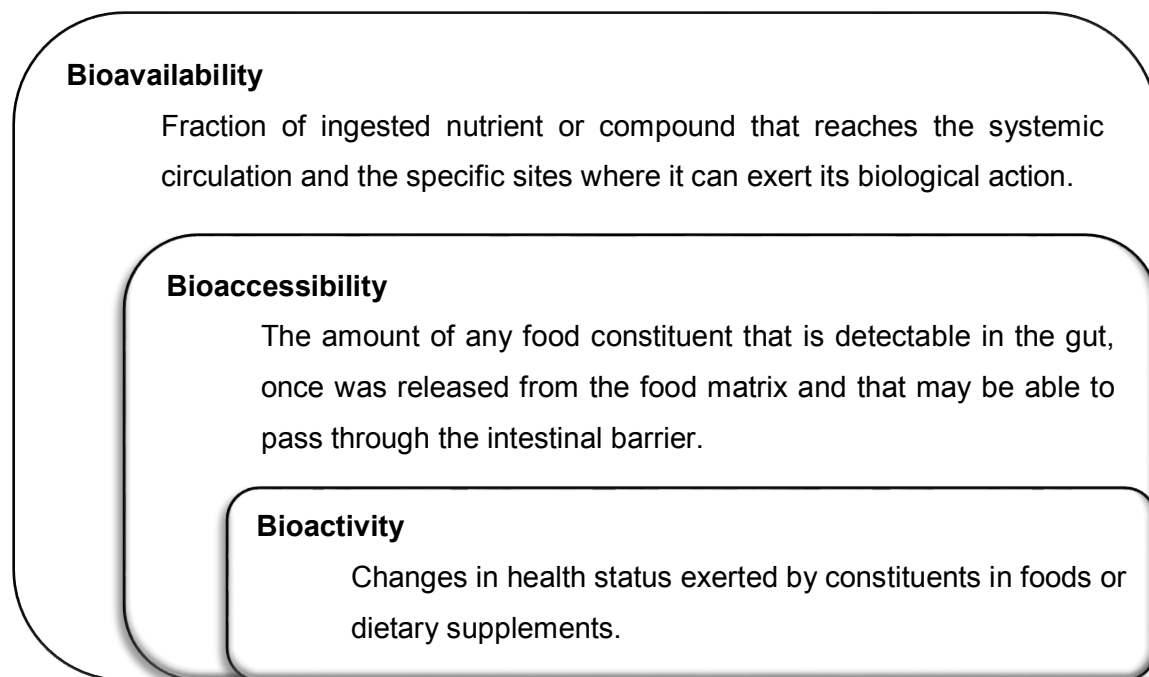 Bioavailability
Fraction of ingested nutrient or compound that reaches the systemic
circulation and the specific sites where it can exert its biological action.
Bioaccessibility
The amount of any food constituent that is detectable in the gut,
once was released from the food matrix and that may be able to
pass through the intestinal barrier.
Bioactivity
Changes in health status exerted by constituents in foods or
dietary supplements.